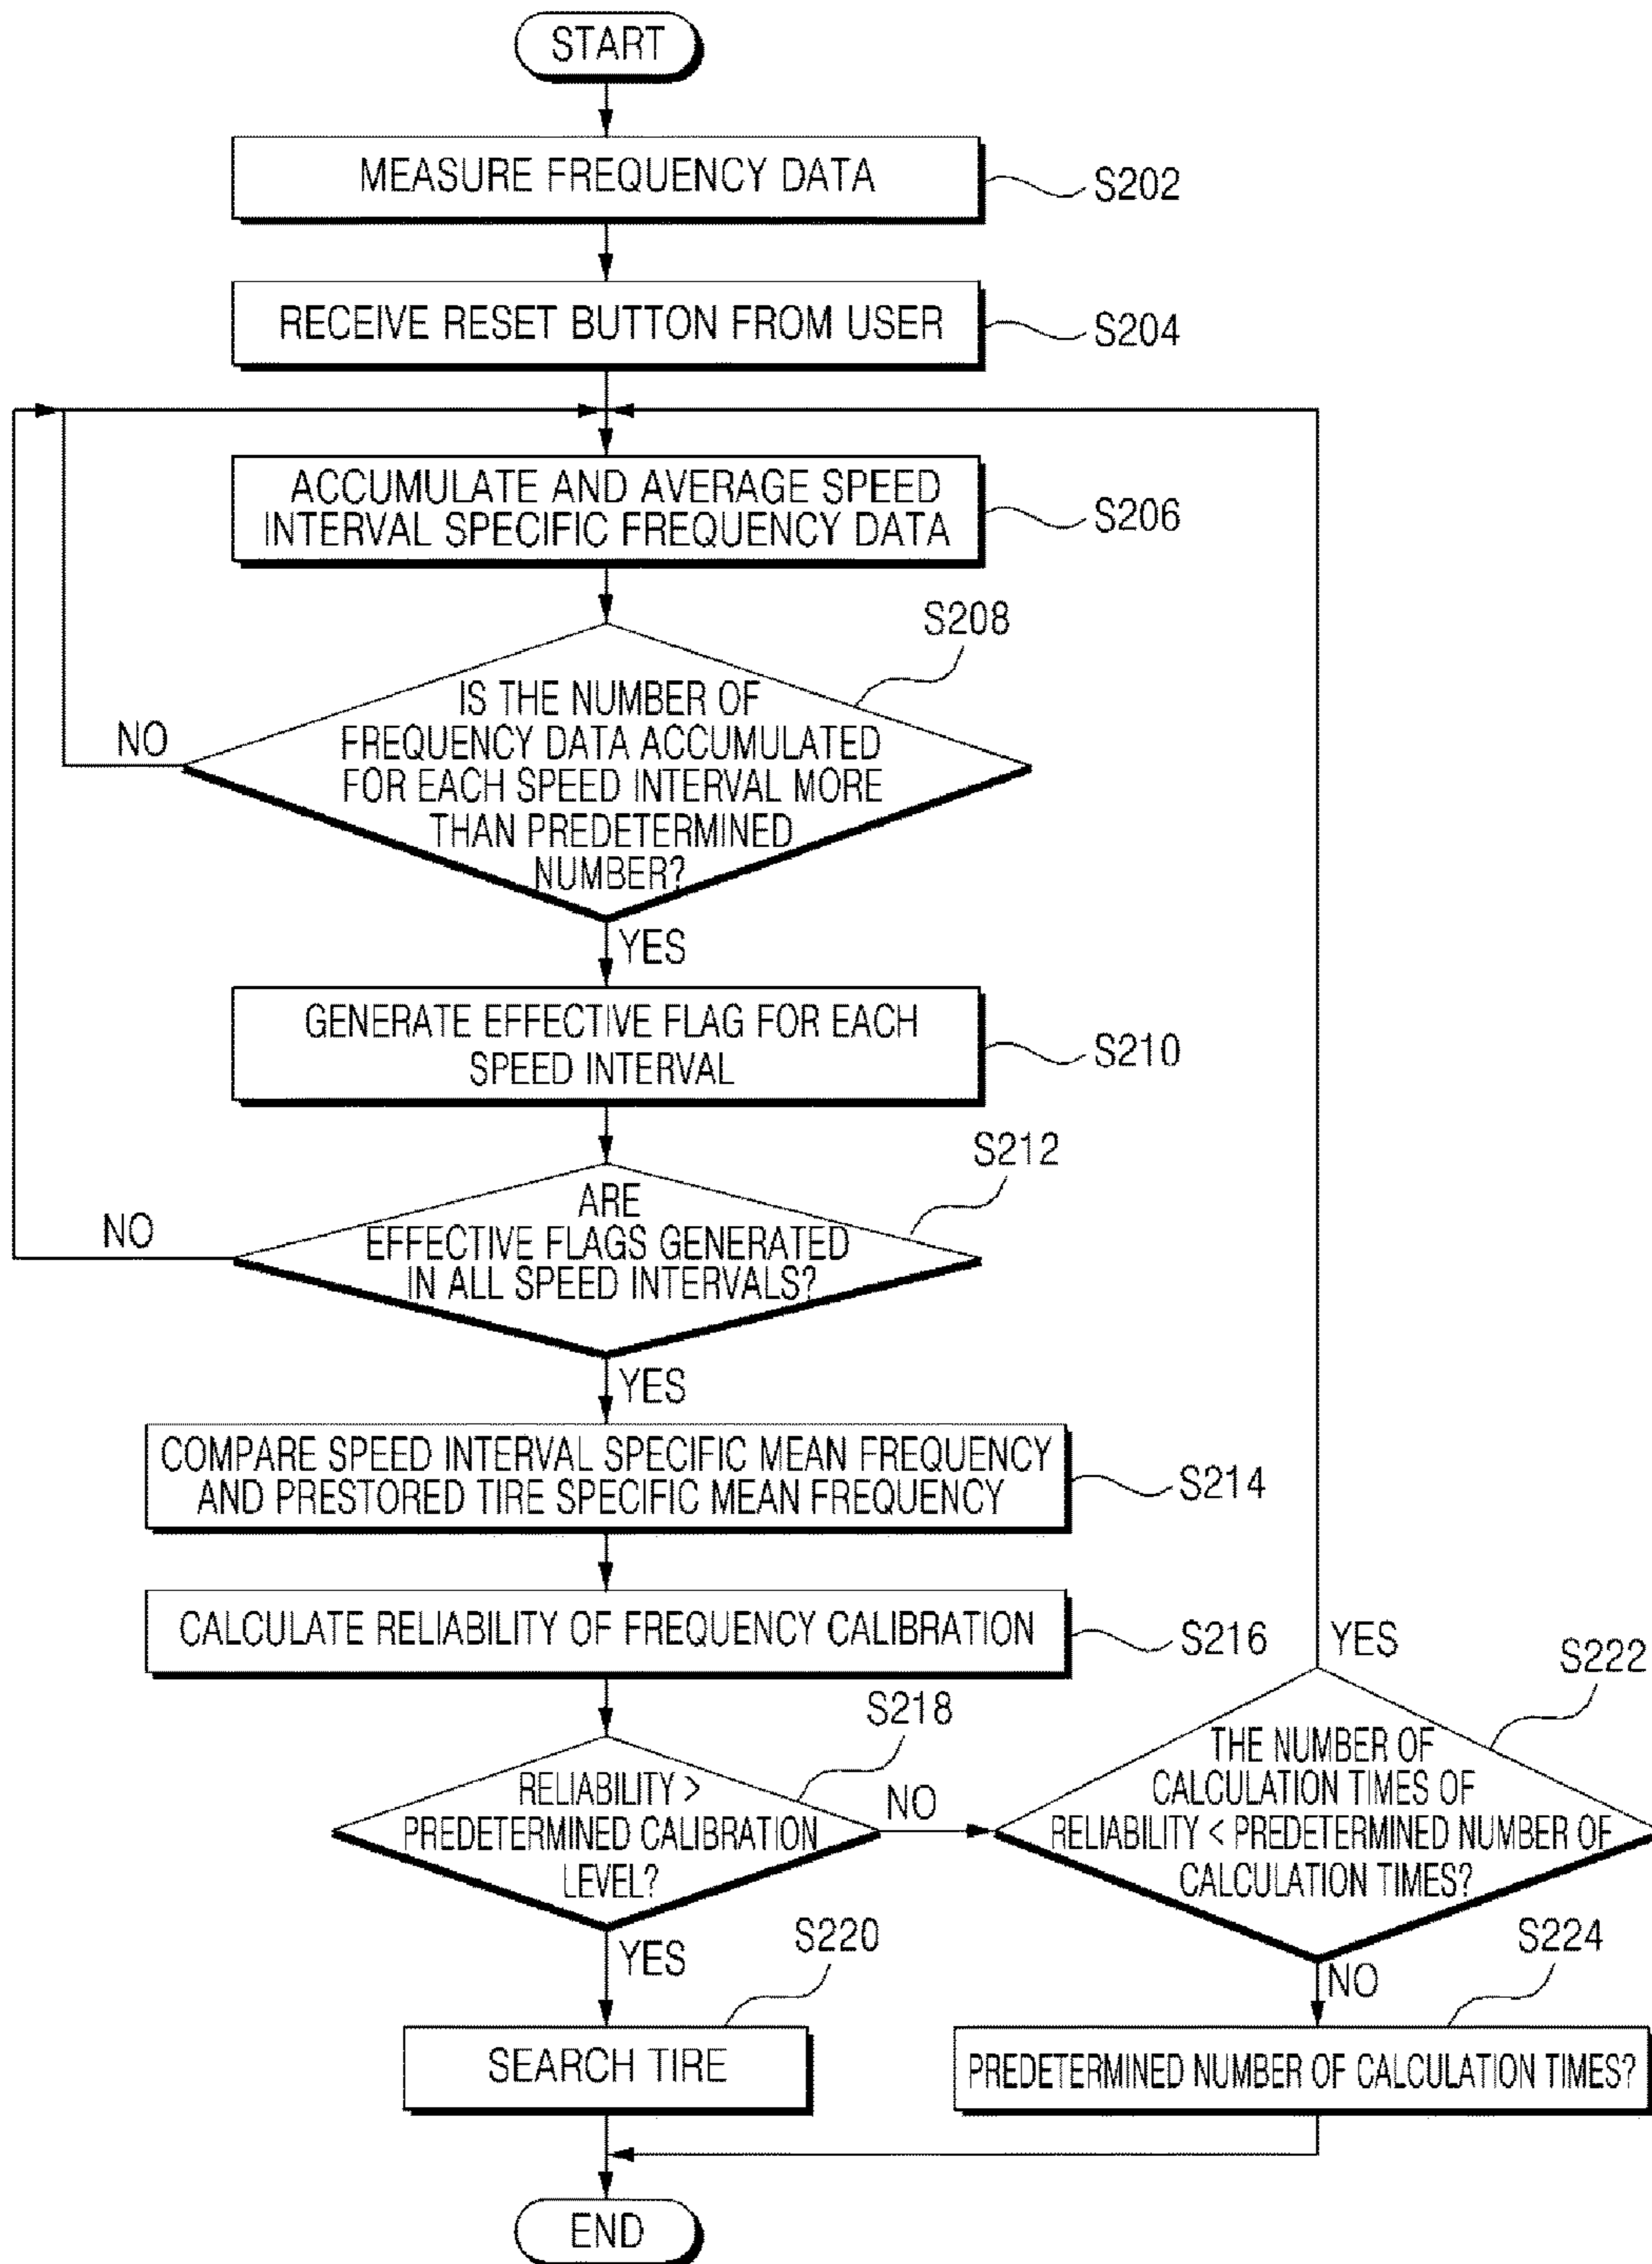 START
MEASURE FREQUENCY DATA
S202
RECEIVE RESET BUTTON FROM USER
S204
ACCUMULATE AND AVERAGE SPEED
INTERVAL SPECIFIC FREQUENCY DATA
S206
S208
IS THE NUMBER OF
FREQUENCY DATA ACCUMULATED
FOR EACH SPEED INTERVAL MORE
THAN PREDETERMINED
NUMBER?
NO
YES
GENERATE EFFECTIVE FLAG FOR EACH
SPEED INTERVAL
S210
S212
ARE
EFFECTIVE FLAGS GENERATED
IN ALL SPEED INTERVALS?
NO
YES
COMPARE SPEED INTERVAL SPECIFIC MEAN FREQUENCY
AND PRESTORED TIRE SPECIFIC MEAN FREQUENCY
S214
CALCULATE RELIABILITY OF FREQUENCY CALIBRATION
S216
S218
RELIABILITY >
PREDETERMINED CALIBRATION
LEVEL?
NO
YES
YES
S222
THE NUMBER OF
CALCULATION TIMES OF
RELIABILITY < PREDETERMINED NUMBER OF
CALCULATION TIMES?
NO
S220
SEARCH TIRE
S224
PREDETERMINED NUMBER OF CALCULATION TIMES?
END